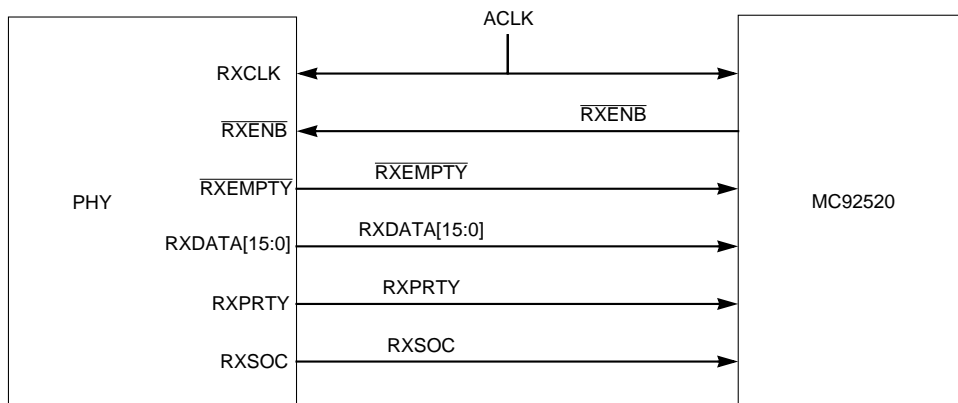 ACLK
RXCLK
RXENB
RXENB
RXEMPTY
RXEMPTY
PHY
MC92520
RXDATA[15:0]
RXDATA[15:0]
RXPRTY
RXPRTY
RXSOC
RXSOC